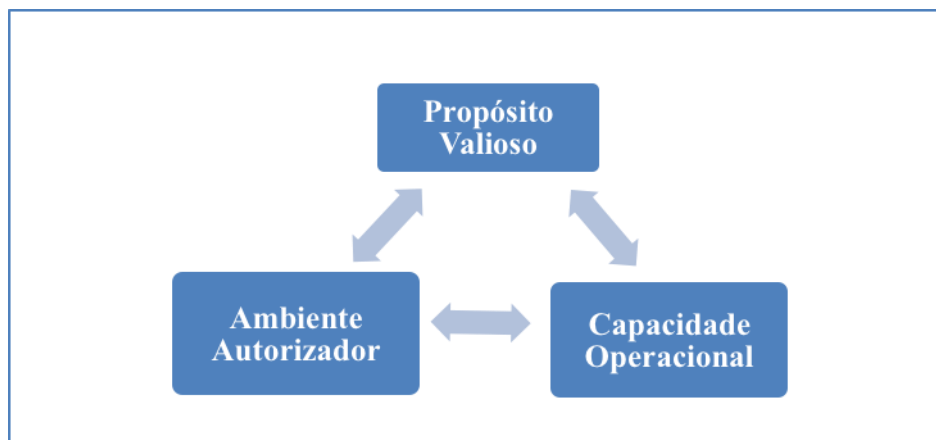 Propósito
Valioso
Ambiente
Autorizador
Capacidade
Operacional